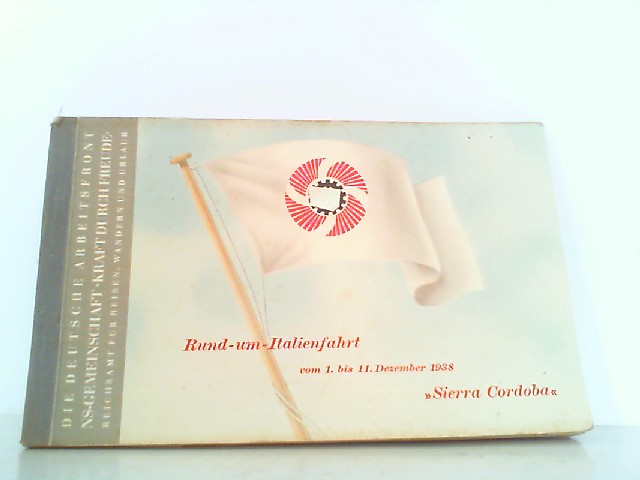 DIE DEUTSCHE ARBEITSFRONT
NS-GEMEINSCHAFT »KRAFT DURCH FREUDE«
REICHSAMT FÜR REISEN, WANDERN UND URLAUB
Rund-um-Italienfahrt
vom 1. bis 11. Dezember 1938
»Sierra Cordoba«